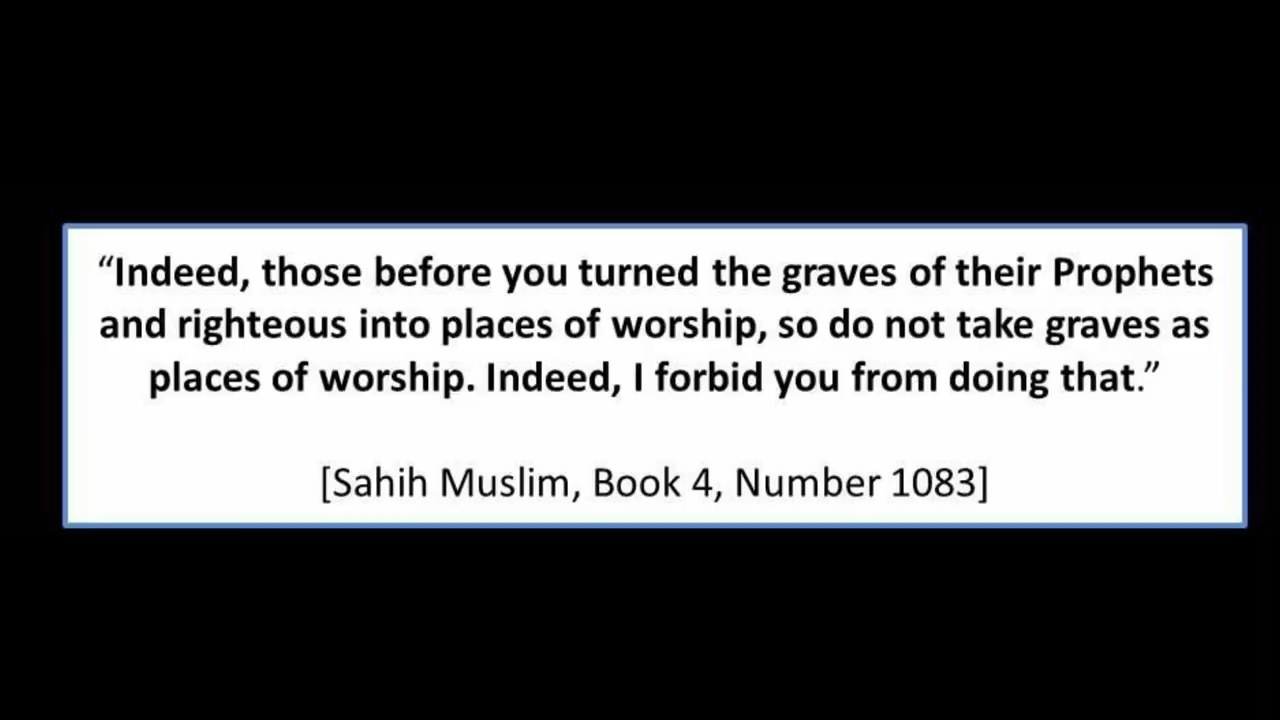 “Indeed, those before you turned the graves of their Prophets
and righteous into places of worship, so do not take graves as
places of worship. Indeed, I forbid you from doing that.”
[Sahih Muslim, Book 4, Number 1083]